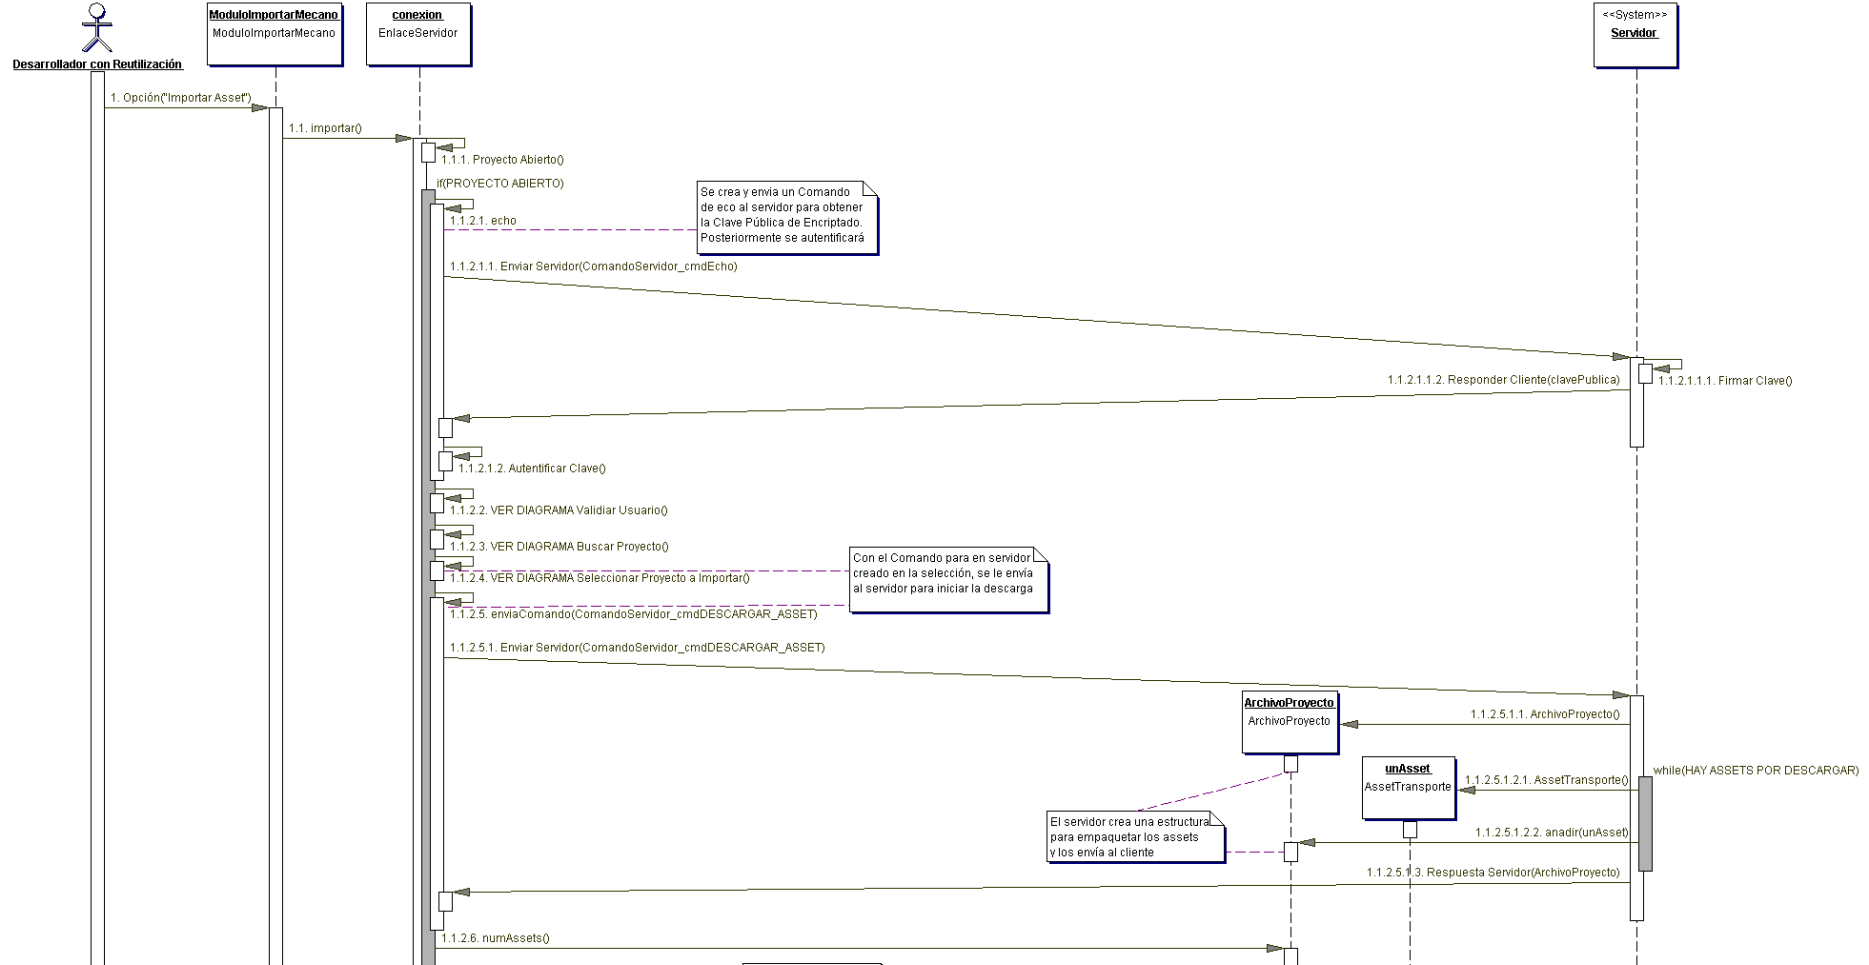 ModuloImportarMecano
ModuloImportarMecano
conexion
EnlaceServidor
<<System>>
Servidor
Desarrollador con Reutilización
1. Opción("Importar Asset")
1.1. importar()
1.1.1. Proyecto Abierto()
if(PROYECTO ABIERTO)
Se crea y envia un Comando
de eco al servidor para obtener
la Clave Pública de Encriptado.
Posteriormente se autentificará
1.1.2.1. echo
1.1.2.1.1. Enviar Servidor(ComandoServidor_cmdEcho)
1.1.2.1.1.2. Responder Cliente(clavePublica)
1.1.2.1.1.1. Firmar Clave()
1.1.2.1.2. Autentificar Clave()
1.1.2.2. VER DIAGRAMA Validiar Usuario()
1.1.2.3. VER DIAGRAMA Buscar Proyecto()
Con el Comando para en servidor
creado en la selección, se le envía
al servidor para iniciar la descarga
1.1.2.4. VER DIAGRAMA Seleccionar Proyecto a Importar()
1.1.2.5. enviaComando(ComandoServidor_cmdDESCARGAR_ASSET)
1.1.2.5.1. Enviar Servidor(ComandoServidor_cmdDESCARGAR_ASSET)
ArchivoProyecto
ArchivoProyecto
1.1.2.5.1.1. ArchivoProyecto()
unAsset
AssetTransporte
while(HAY ASSETS POR DESCARGAR)
1.1.2.5.1.2.1. AssetTransporte()
El servidor crea una estructura
para empaquetar los assets
y los envía al cliente
1.1.2.5.1.2.2. anadir(unAsset)
1.1.2.5.1.3. Respuesta Servidor(ArchivoProyecto)
1.1.2.6. numAssets()